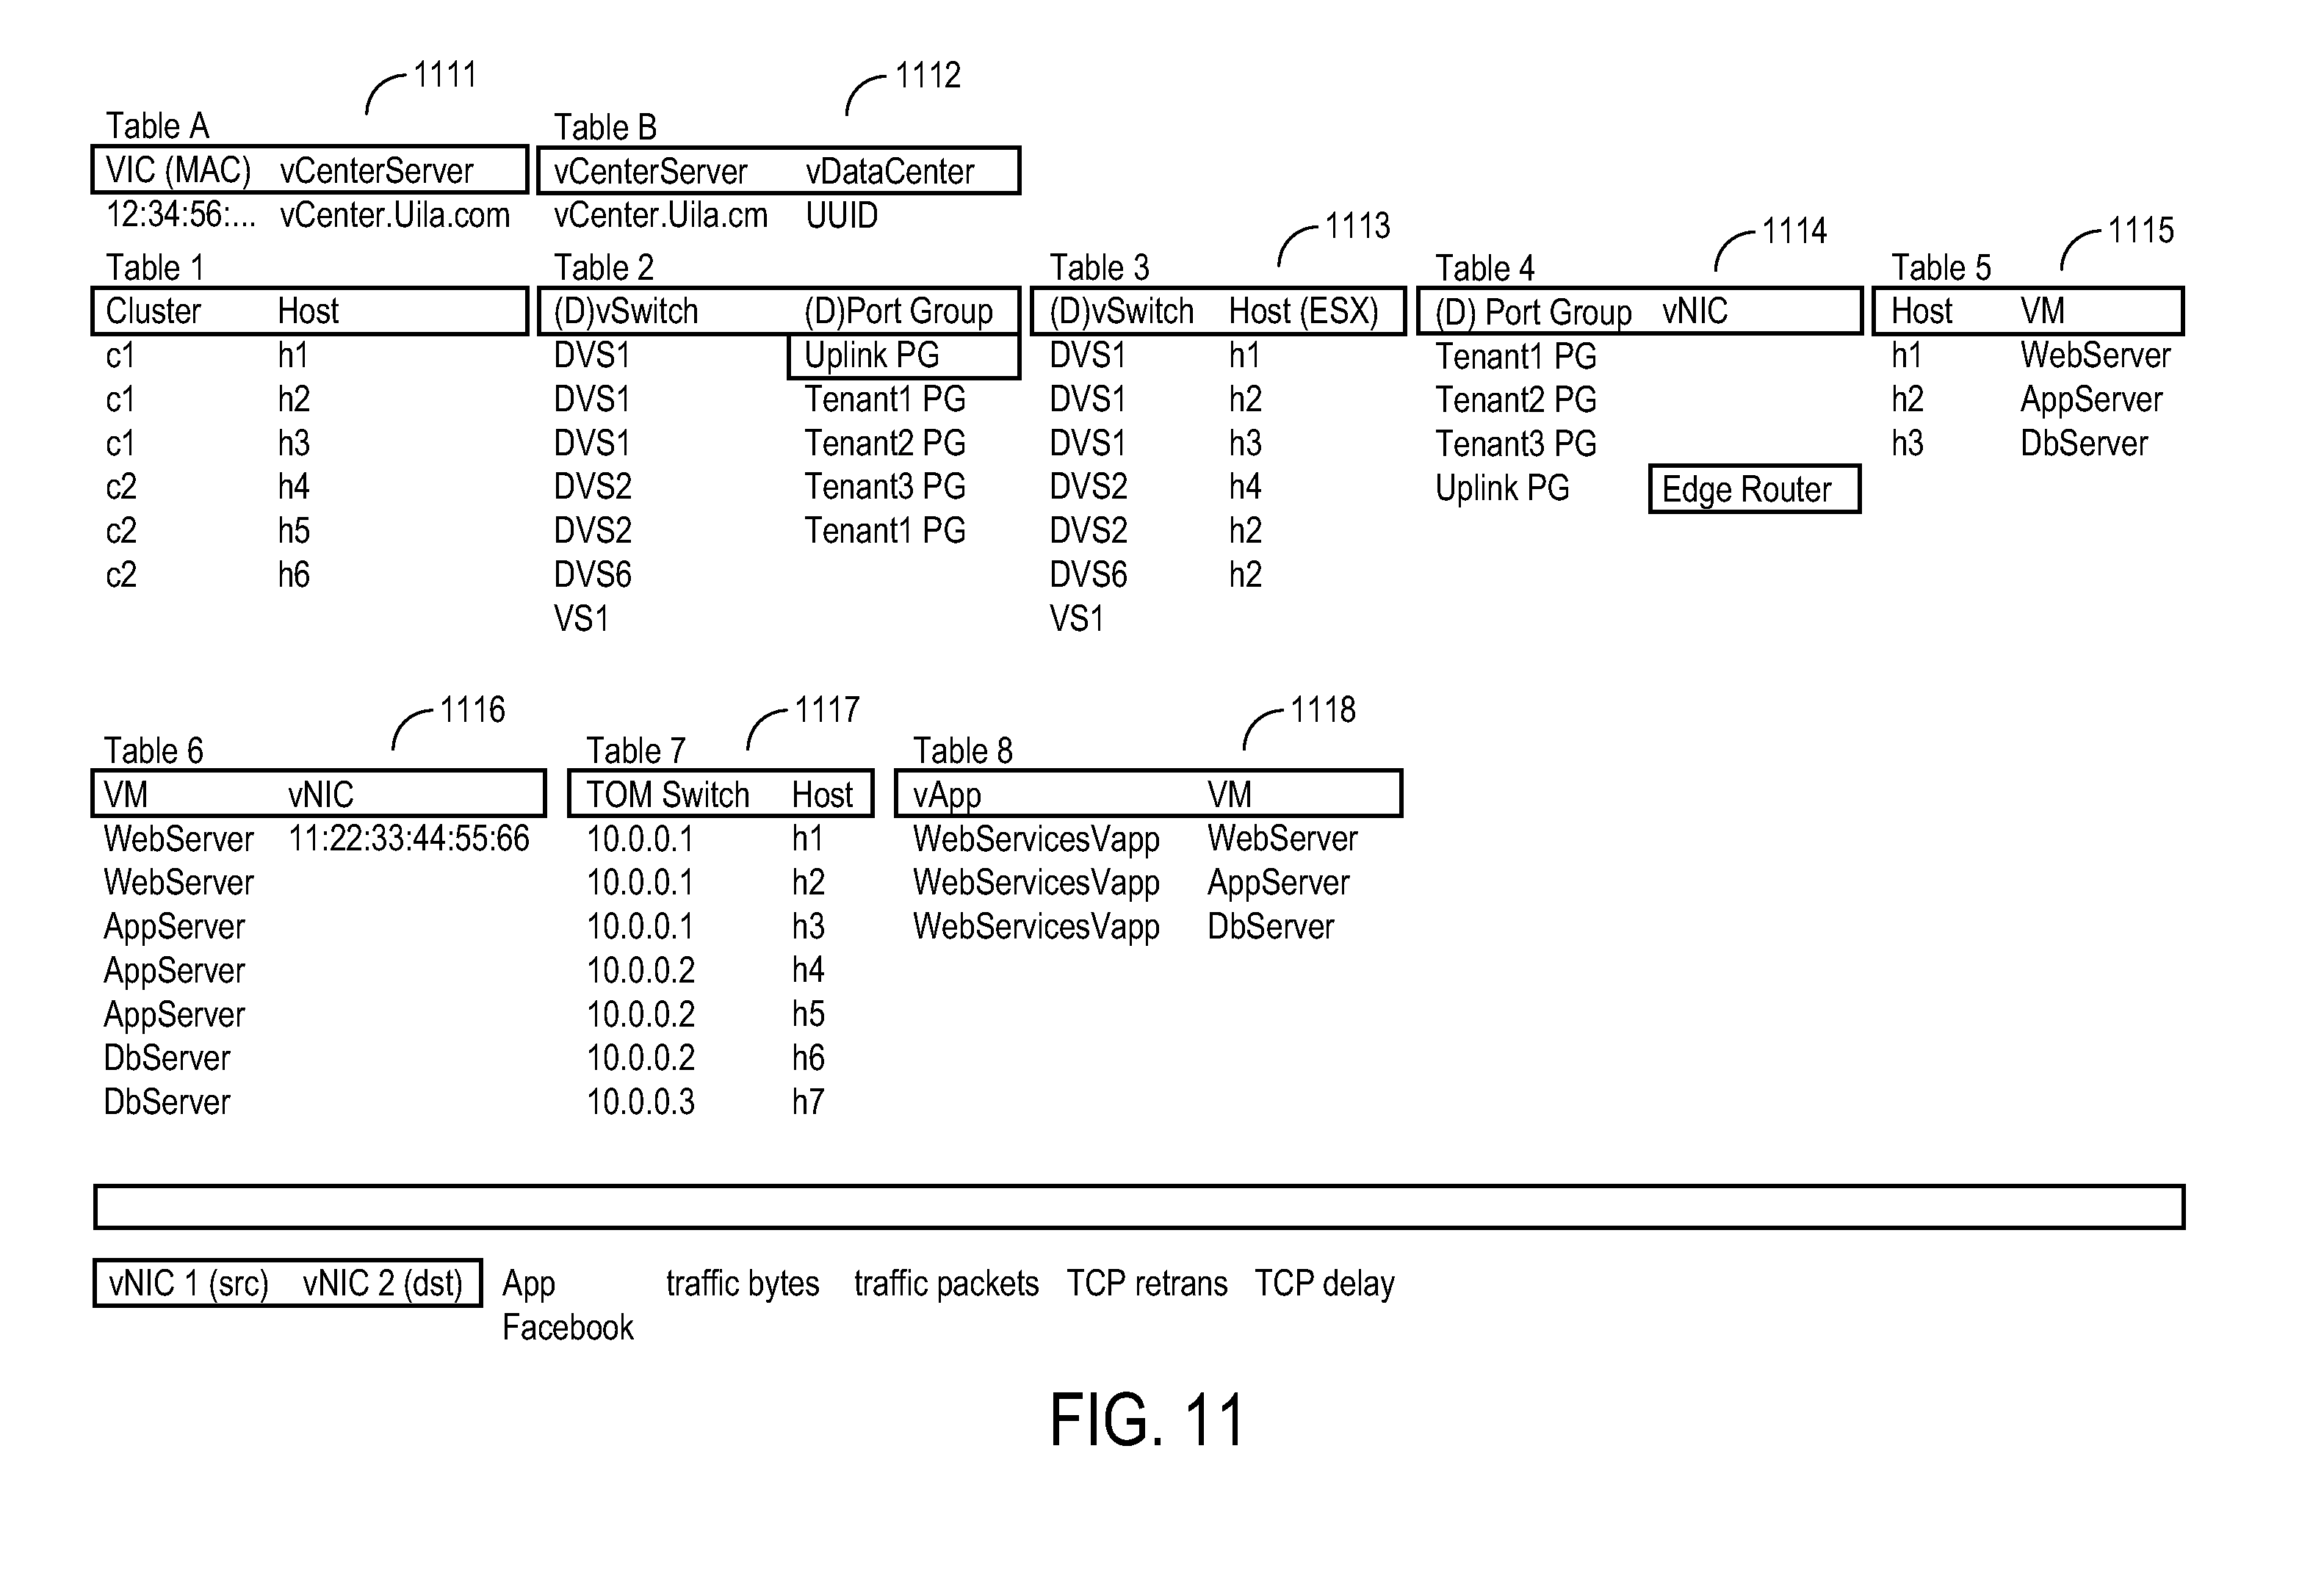 1111 1112
Table A Table B
VIC (MAC) vCenterServer vCenterServer vDataCenter
12:34:56:... vCenter.Uila.com vCenter.Uila.cm UUID
1113 1114 1115
Table 1 Table 2 Table 3 Table 4 Table 5
Cluster Host (D)vSwitch (D)Port Group (D)vSwitch Host (ESX) (D) Port Group vNIC Host VM
c1 h1 DVS1 Uplink PG DVS1 h1 Tenant1 PG h1 WebServer
c1 h2 DVS1 Tenant1 PG DVS1 h2 Tenant2 PG h2 AppServer
c1 h3 DVS1 Tenant2 PG DVS1 h3 Tenant3 PG h3 DbServer
c2 h4 DVS2 Tenant3 PG DVS2 h4 Uplink PG Edge Router
c2 h5 DVS2 Tenant1 PG DVS2 h2
c2 h6 DVS6 DVS6 h2
VS1 VS1
1116 1117 1118
Table 6 Table 7 Table 8
VM vNIC TOM Switch Host vApp VM
WebServer 11:22:33:44:55:66 10.0.0.1 h1 WebServicesVapp WebServer
WebServer 10.0.0.1 h2 WebServicesVapp AppServer
AppServer 10.0.0.1 h3 WebServicesVapp DbServer
AppServer 10.0.0.2 h4
AppServer 10.0.0.2 h5
DbServer 10.0.0.2 h6
DbServer 10.0.0.3 h7
vNIC 1 (src) vNIC 2 (dst) App traffic bytes traffic packets TCP retrans TCP delay
Facebook
FIG. 11